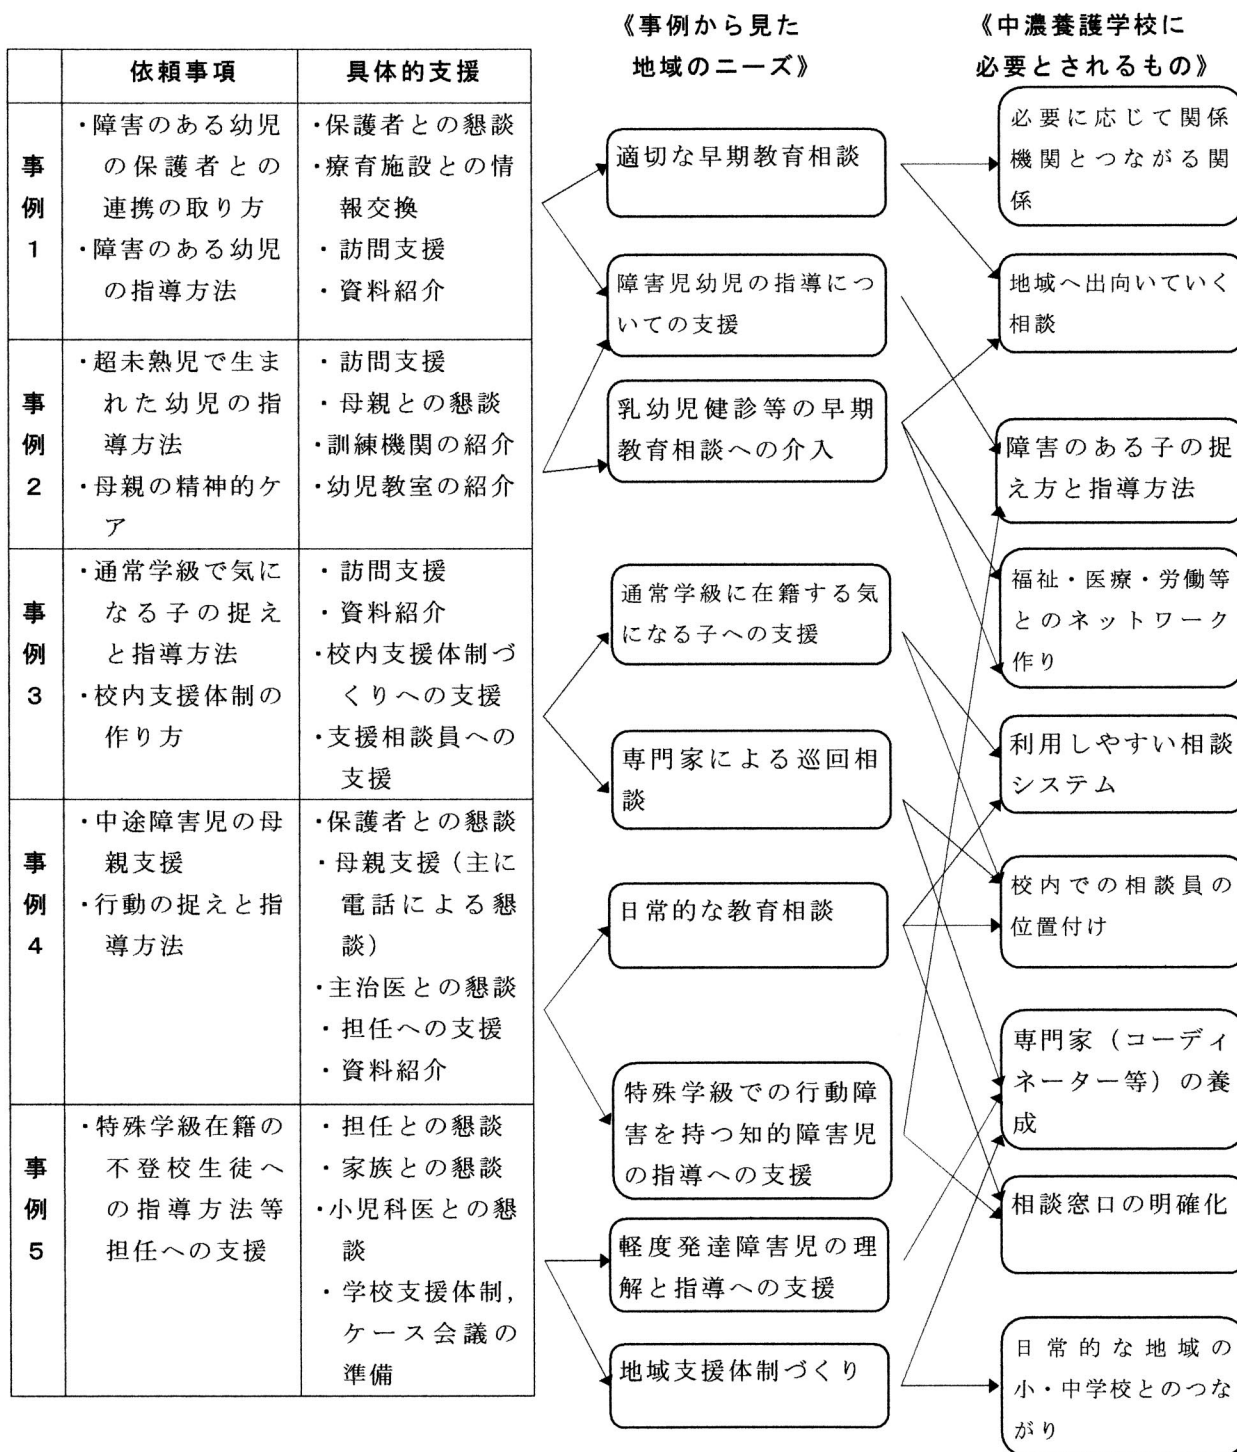 《事例から見た
地域のニーズ》
《中濃養護学校に
必要とされるもの》
依頼事項
具体的支援
事
例
1
・障害のある幼児
の保護者との
連携の取り方
・障害のある幼児
の指導方法
・保護者との懇談
・療育施設との情
報交換
・訪問支援
・資料紹介
事
例
2
・超未熟児で生ま
れた幼児の指
導方法
・母親の精神的ケ
ア
・訪問支援
・母親との懇談
・訓練機関の紹介
・幼児教室の紹介
事
例
3
・通常学級で気に
なる子の捉え
と指導方法
・校内支援体制の
作り方
・訪問支援
・資料紹介
・校内支援体制づ
くりへの支援
・支援相談員への
支援
事
例
4
・中途障害児の母
親支援
・行動の捉えと指
導方法
・保護者との懇談
・母親支援（主に
電話による懇
談）
・主治医との懇談
・担任への支援
・資料紹介
事
例
5
・特殊学級在籍の
不登校生徒へ
の指導方法等
担任への支援
・担任との懇談
・家族との懇談
・小児科医との懇
談
・学校支援体制,
ケース会議の
準備
適切な早期教育相談
障害児幼児の指導につ
いての支援
乳幼児健診等の早期
教育相談への介入
通常学級に在籍する気
になる子への支援
専門家による巡回相
談
日常的な教育相談
特殊学級での行動障
害を持つ知的障害児
の指導への支援
軽度発達障害児の理
解と指導への支援
地域支援体制づくり
必要に応じて関係
機関とつながる関
係
地域へ出向いていく
相談
障害のある子の捉
え方と指導方法
福祉・医療・労働等
とのネットワーク
作り
利用しやすい相談
システム
校内での相談員の
位置付け
専門家（コーディ
ネーター等）の養
成
相談窓口の明確化
日常的な地域の
小・中学校とのつな
がり